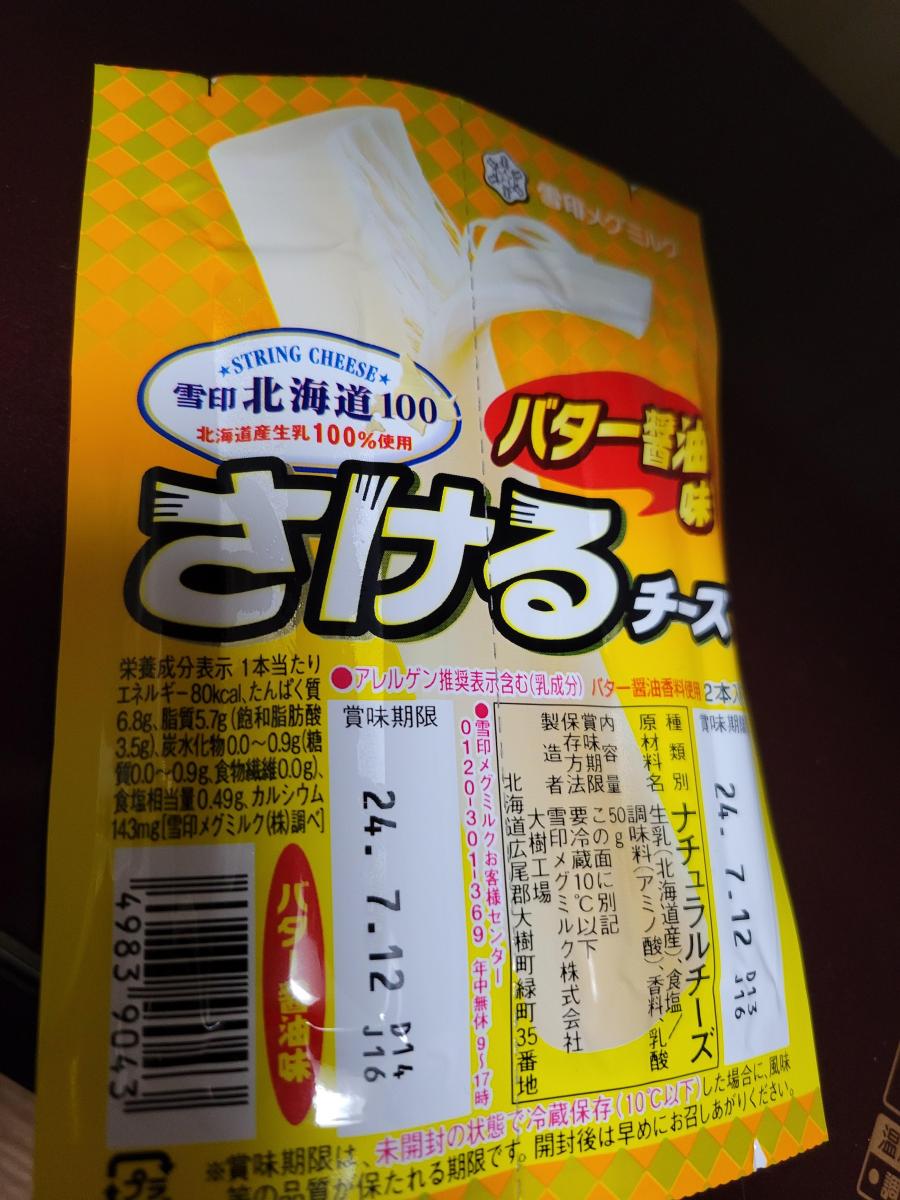 雪印メグミルク
★STRING CHEESE★
雪印北海道100
北海道産生乳100%使用
バター醤油
味
さける
チーズ
栄養成分表示 1本当たり
エネルギー80kcal、たんぱく質
6.8g、脂質5.7g(飽和脂肪酸
3.5g)、炭水化物0.0~0.9g(糖
質0.0~0.9g、食物繊維0.0g)、
食塩相当量0.49g、カルシウム
143mg[雪印メグミルク(株)調べ]
●アレルゲン推奨表示含む(乳成分)
バター醤油香料使用
2本入
賞味期限
24. 7.12
D14
J16
賞味期限
24. 7.12
D13
J16
種類別 ナチュラルチーズ
原材料名 生乳(北海道産)、食塩/
調味料(アミノ酸)、香料、乳酸
内容量 50g
賞味期限 この面に別記
保存方法 要冷蔵10℃以下
製造者 雪印メグミルク株式会社
大樹工場
北海道広尾郡大樹町緑町35番地
●雪印メグミルクお客様センター
0120-301-369 年中無休 9~17時
バター醤油味
4983 9043
プラ
※賞味期限は、未開封の状態で冷蔵保存(10℃以下)した場合に、風味
等の品質が保たれる期限です。開封後は早めにお召しあがりください。
温